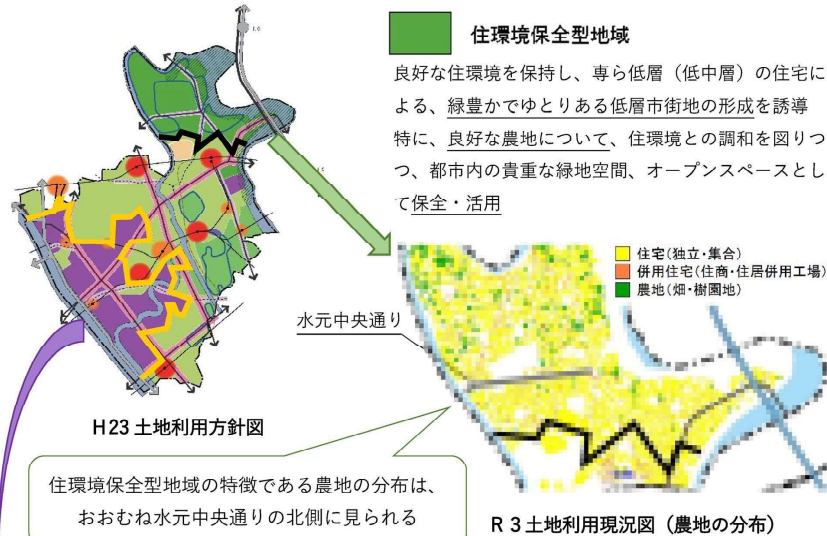 住環境保全型地域
良好な住環境を保持し、専ら低層（低中層）の住宅に
よる、緑豊かでゆとりある低層市街地の形成を誘導
特に、良好な農地について、住環境との調和を図りつ
つ、都市内の貴重な緑地空間、オープンスペースとし
て保全・活用
住宅(独立・集合)
併用住宅(住商・住居併用工場)
農地(畑・樹園地)
水元中央通り
H23 土地利用方針図
住環境保全型地域の特徴である農地の分布は、
おおむね水元中央通りの北側に見られる
R 3 土地利用現況図（農地の分布）